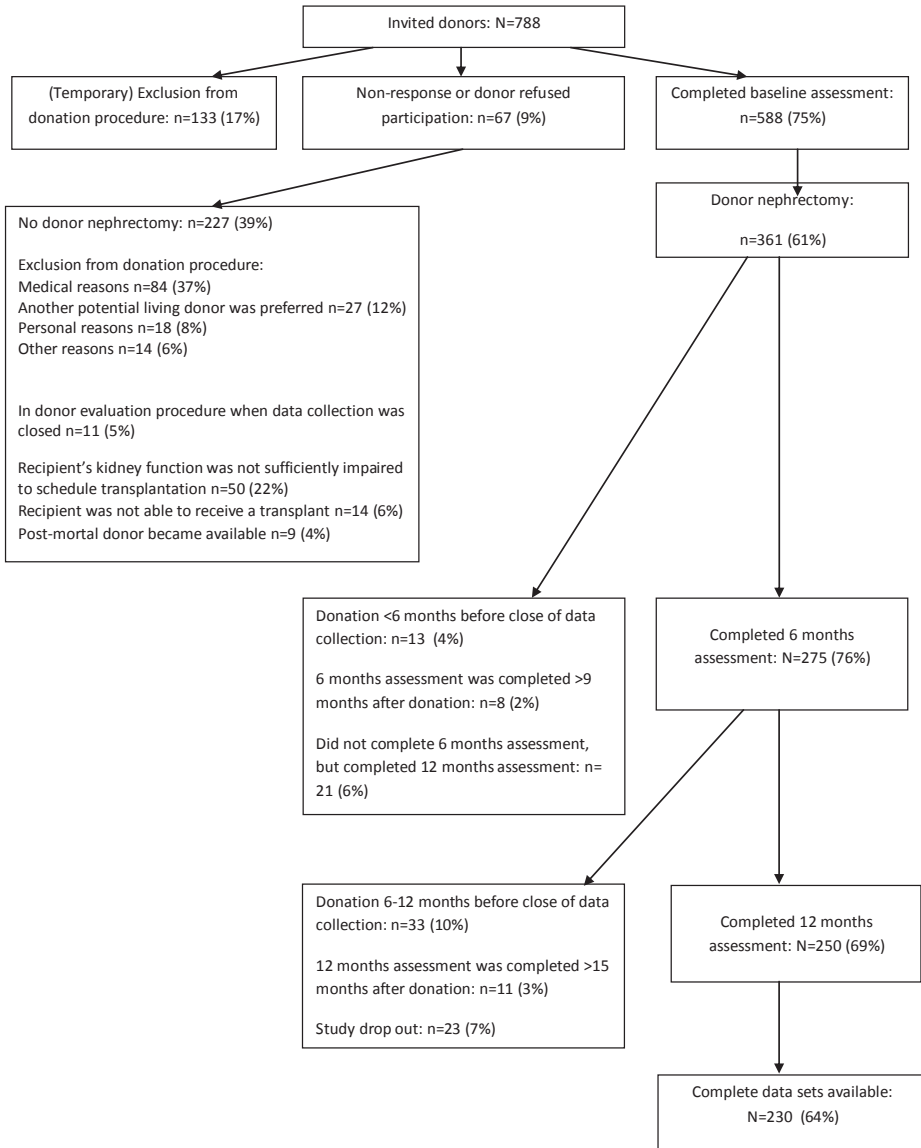 Invited donors: N=788
(Temporary) Exclusion from
donation procedure: n=133 (17%)
Non-response or donor refused
participation: n=67 (9%)
Completed baseline assessment:
n=588 (75%)
No donor nephrectomy: n=227 (39%)
Exclusion from donation procedure:
Medical reasons n=84 (37%)
Another potential living donor was preferred n=27 (12%)
Personal reasons n=18 (8%)
Other reasons n=14 (6%)
In donor evaluation procedure when data collection was
closed n=11 (5%)
Recipient's kidney function was not sufficiently impaired
to schedule transplantation n=50 (22%)
Recipient was not able to receive a transplant n=14 (6%)
Post-mortal donor became available n=9 (4%)
Donor nephrectomy:
n=361 (61%)
Donation <6 months before close of data
collection: n=13 (4%)
6 months assessment was completed >9
months after donation: n=8 (2%)
Did not complete 6 months assessment,
but completed 12 months assessment: n=
21 (6%)
Completed 6 months
assessment: N=275 (76%)
Donation 6-12 months before close of data
collection: n=33 (10%)
12 months assessment was completed >15
months after donation: n=11 (3%)
Study drop out: n=23 (7%)
Completed 12 months
assessment: N=250 (69%)
Complete data sets available:
N=230 (64%)